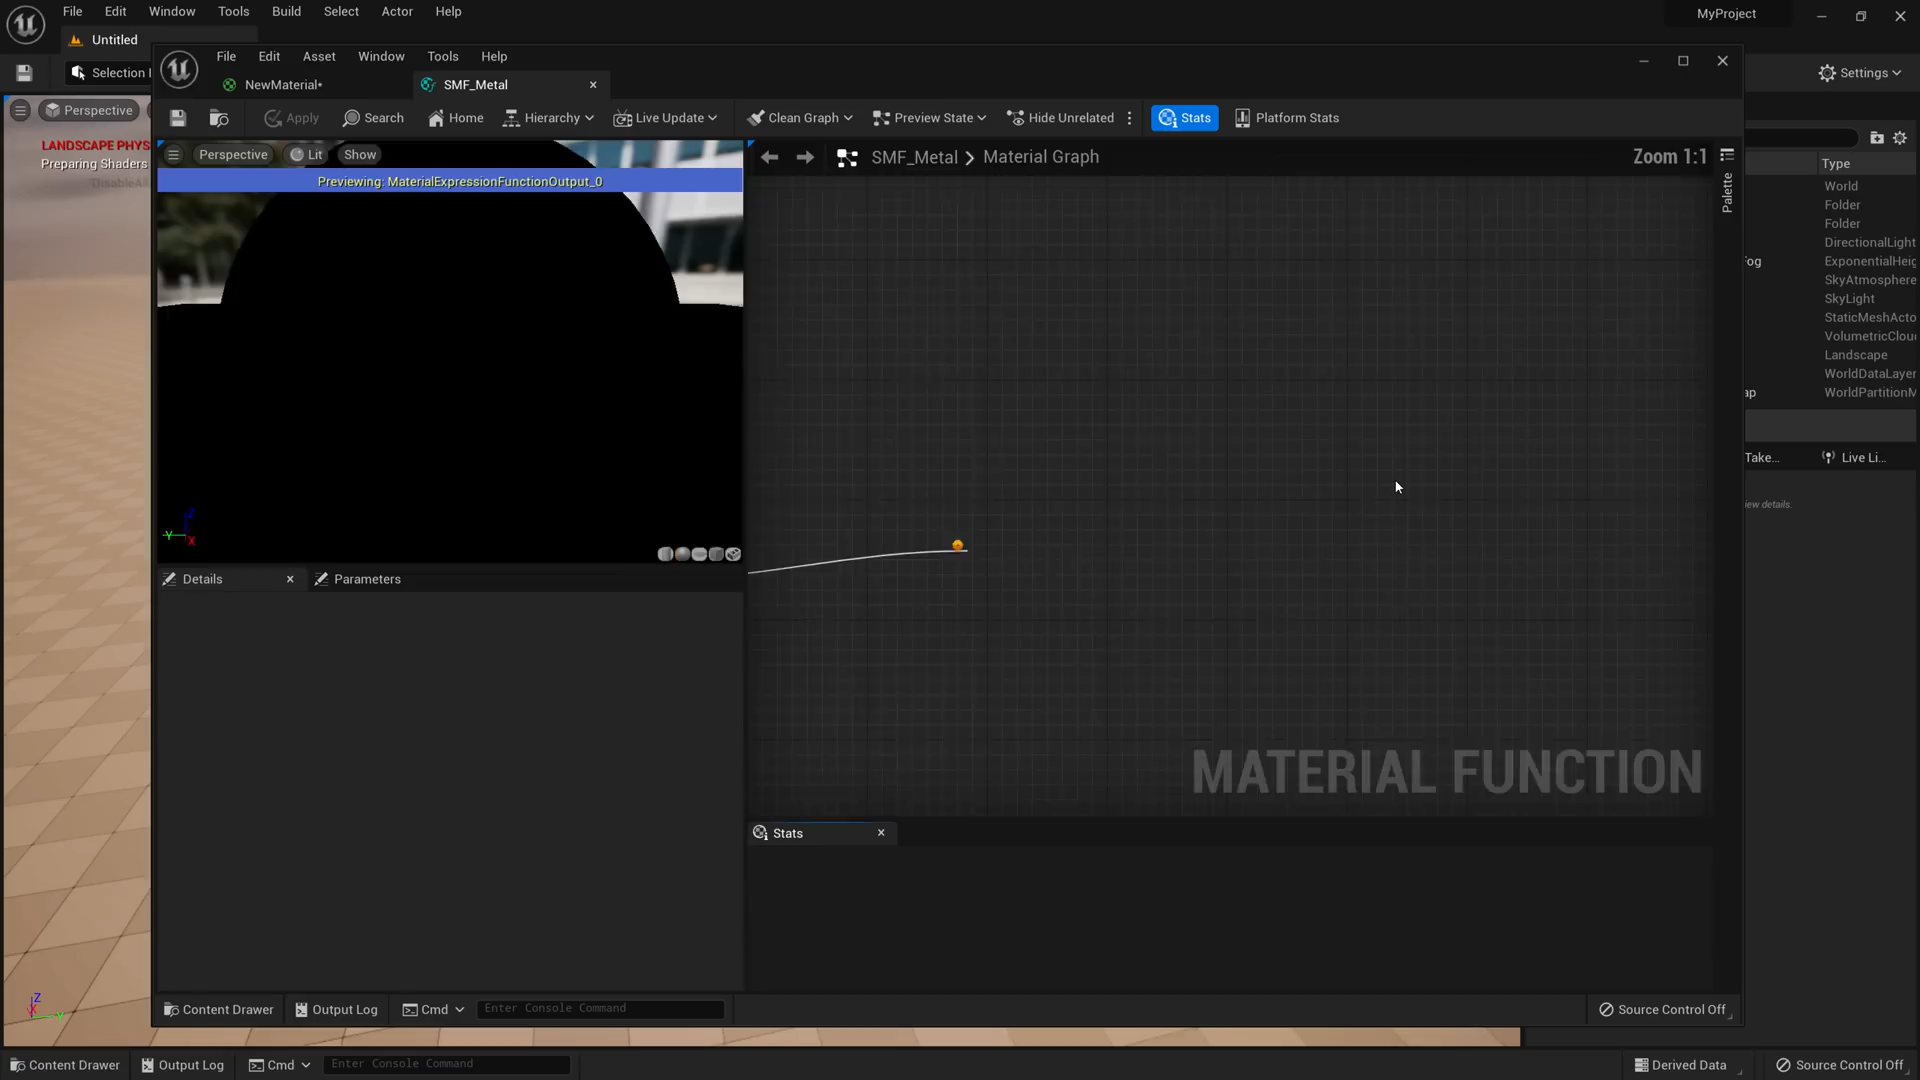 File Edit Window Tools Build Select Actor Help
MyProject
Untitled
Selection
Settings
File Edit Asset Window Tools Help
NewMaterial*
SMF_Metal
Apply Search Home Hierarchy Live Update Clean Graph Preview State Hide Unrelated Stats Platform Stats
Perspective
LANDSCAPE PHYS
Preparing Shaders
Perspective Lit Show
Previewing: MaterialExpressionFunctionOutput_0
SMF_Metal > Material Graph
Zoom 1:1
Palette
Type
World
Folder
Folder
DirectionalLight
Fog ExponentialHeig
SkyAtmosphere
SkyLight
StaticMeshActo
VolumetricClou
Landscape
WorldDataLayer
ap WorldPartitionM
Take... Live Li...
view details.
Z
Y
X
Details Parameters
MATERIAL FUNCTION
Stats
Content Drawer Output Log Cmd Enter Console Command
Source Control Off
Z
X
Y
Content Drawer Output Log Cmd Enter Console Command
Derived Data Source Control Off